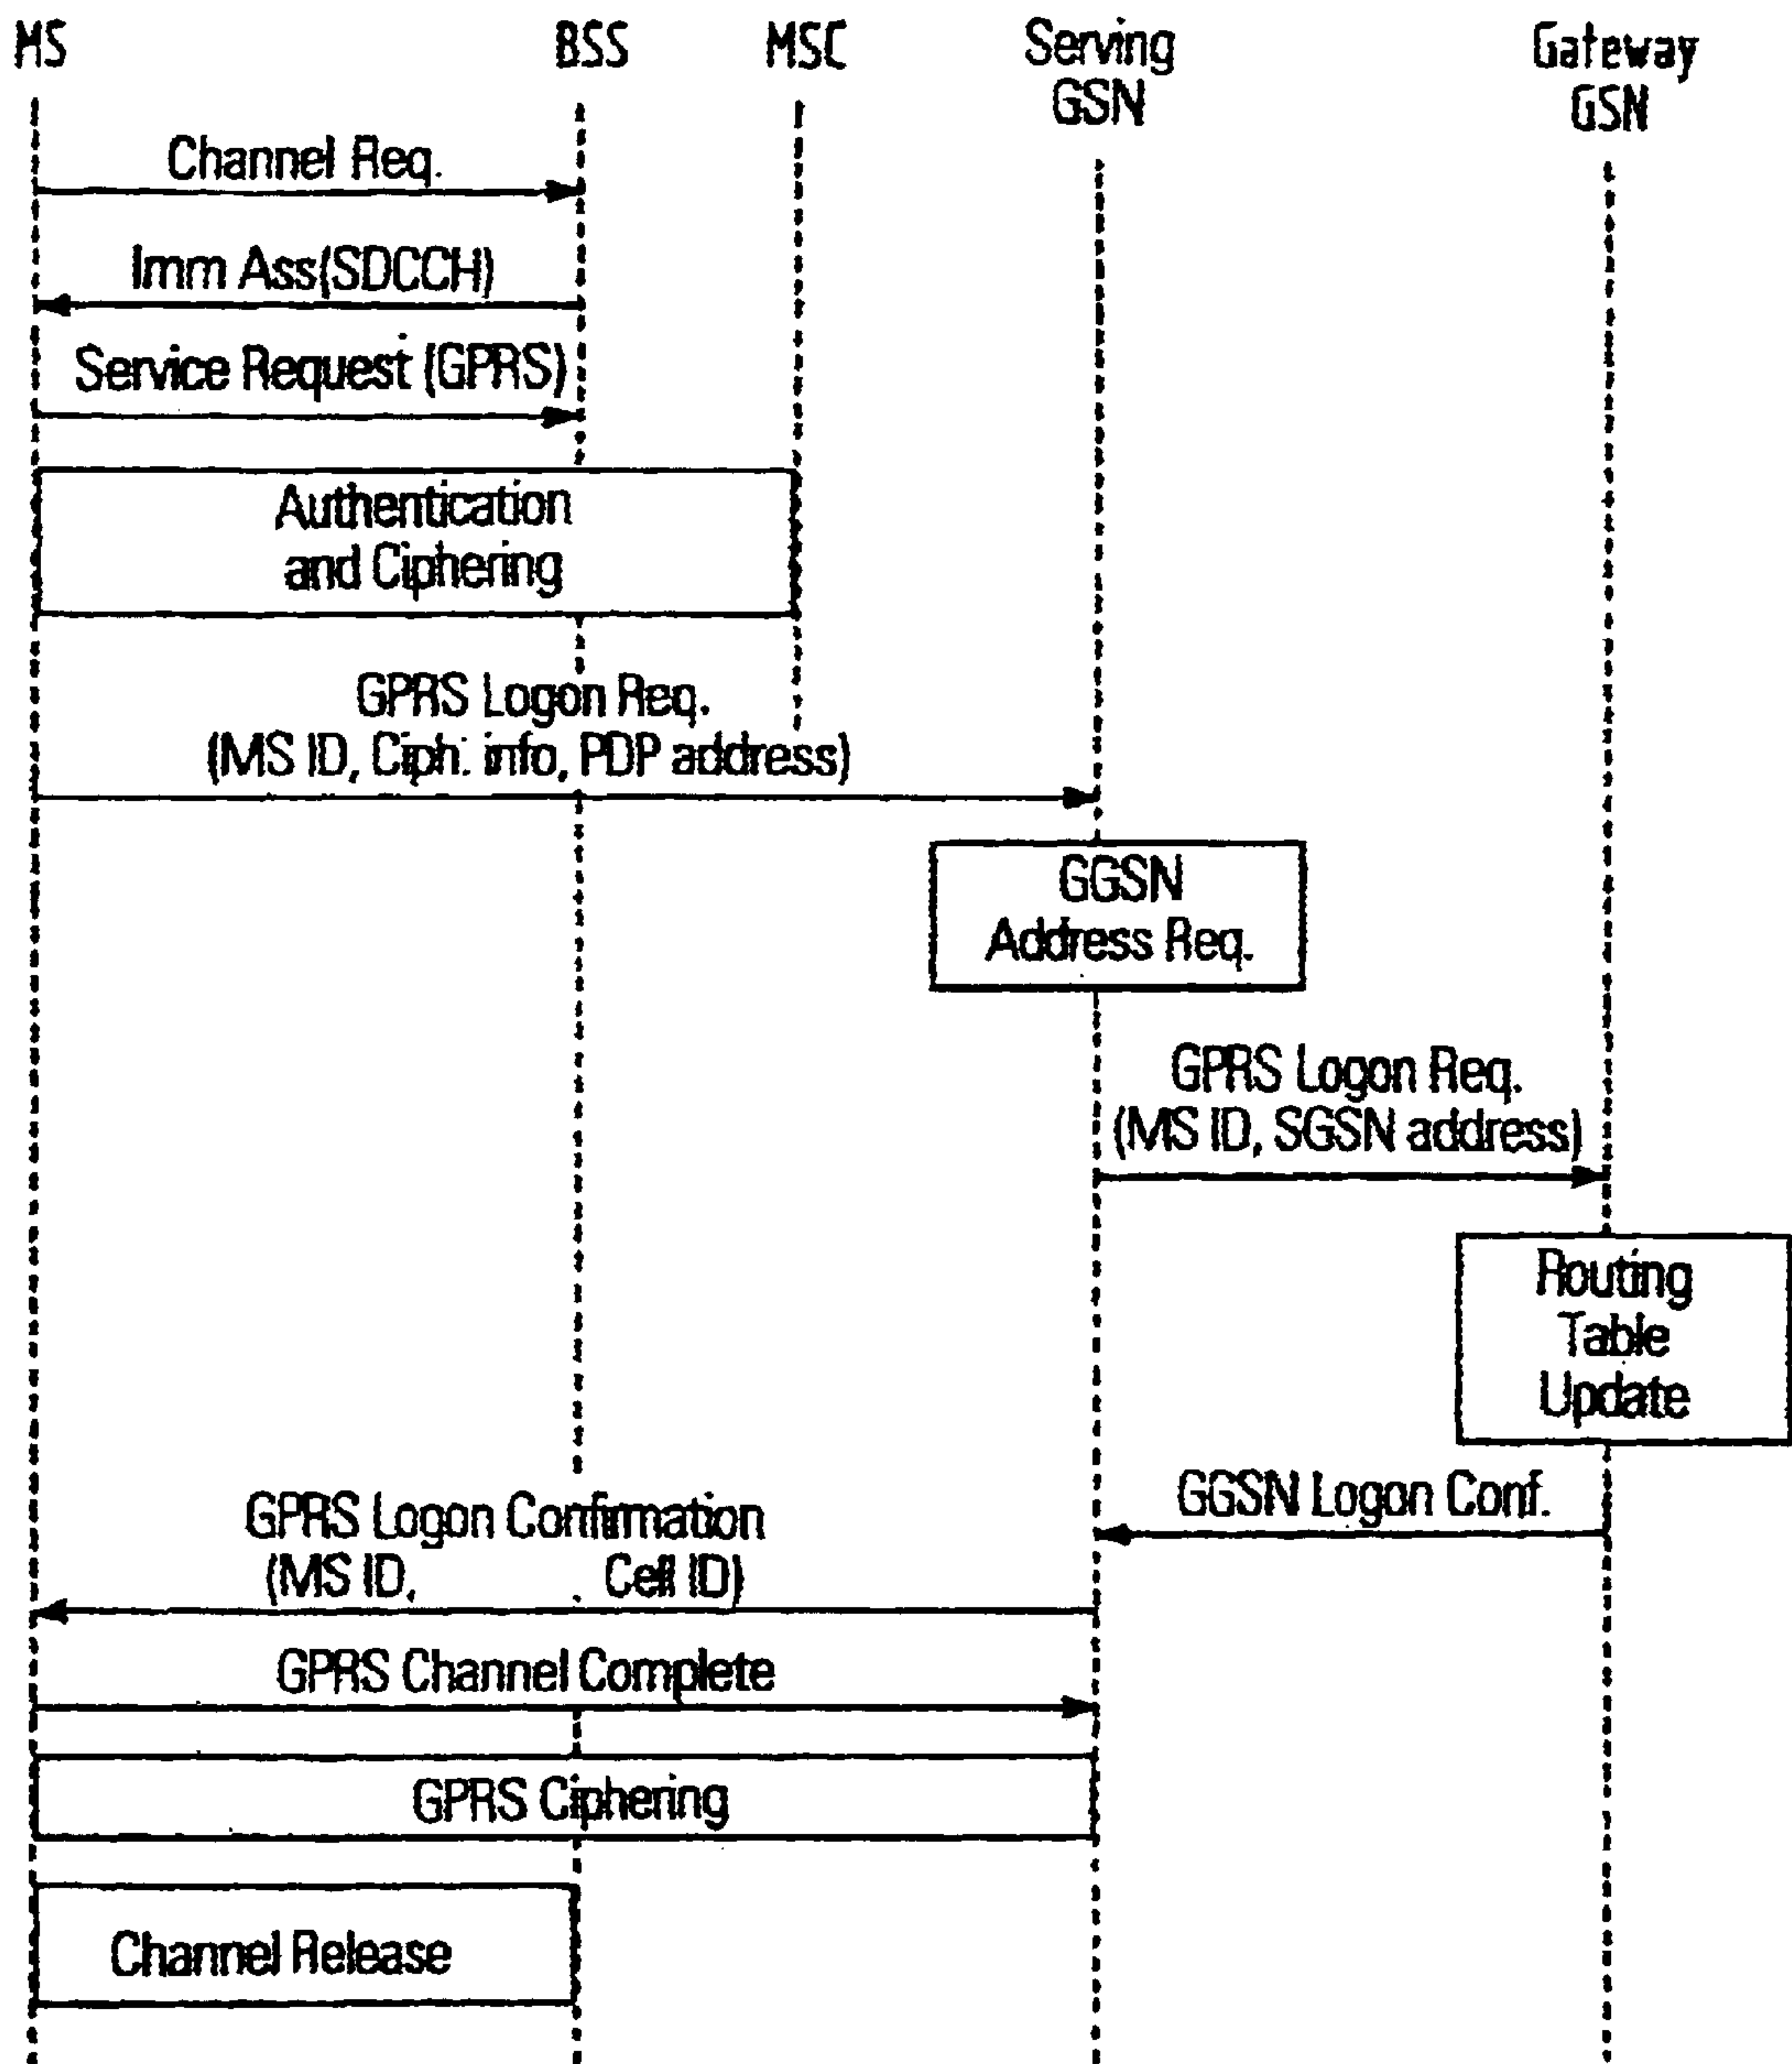 MS BSS MSC Serving GSN Gateway GSN
Channel Req.
Imm Ass(SDCCH)
Service Request (GPRS)
Authentication
and Ciphering
GPRS Logon Req.
(MS ID, Ciph. info, PDP address)
GGSN
Address Req.
GPRS Logon Req.
(MS ID, SGSN address)
Routing
Table
Update
GGSN Logon Conf.
GPRS Logon Confirmation
(MS ID, Cell ID)
GPRS Channel Complete
GPRS Ciphering
Channel Release